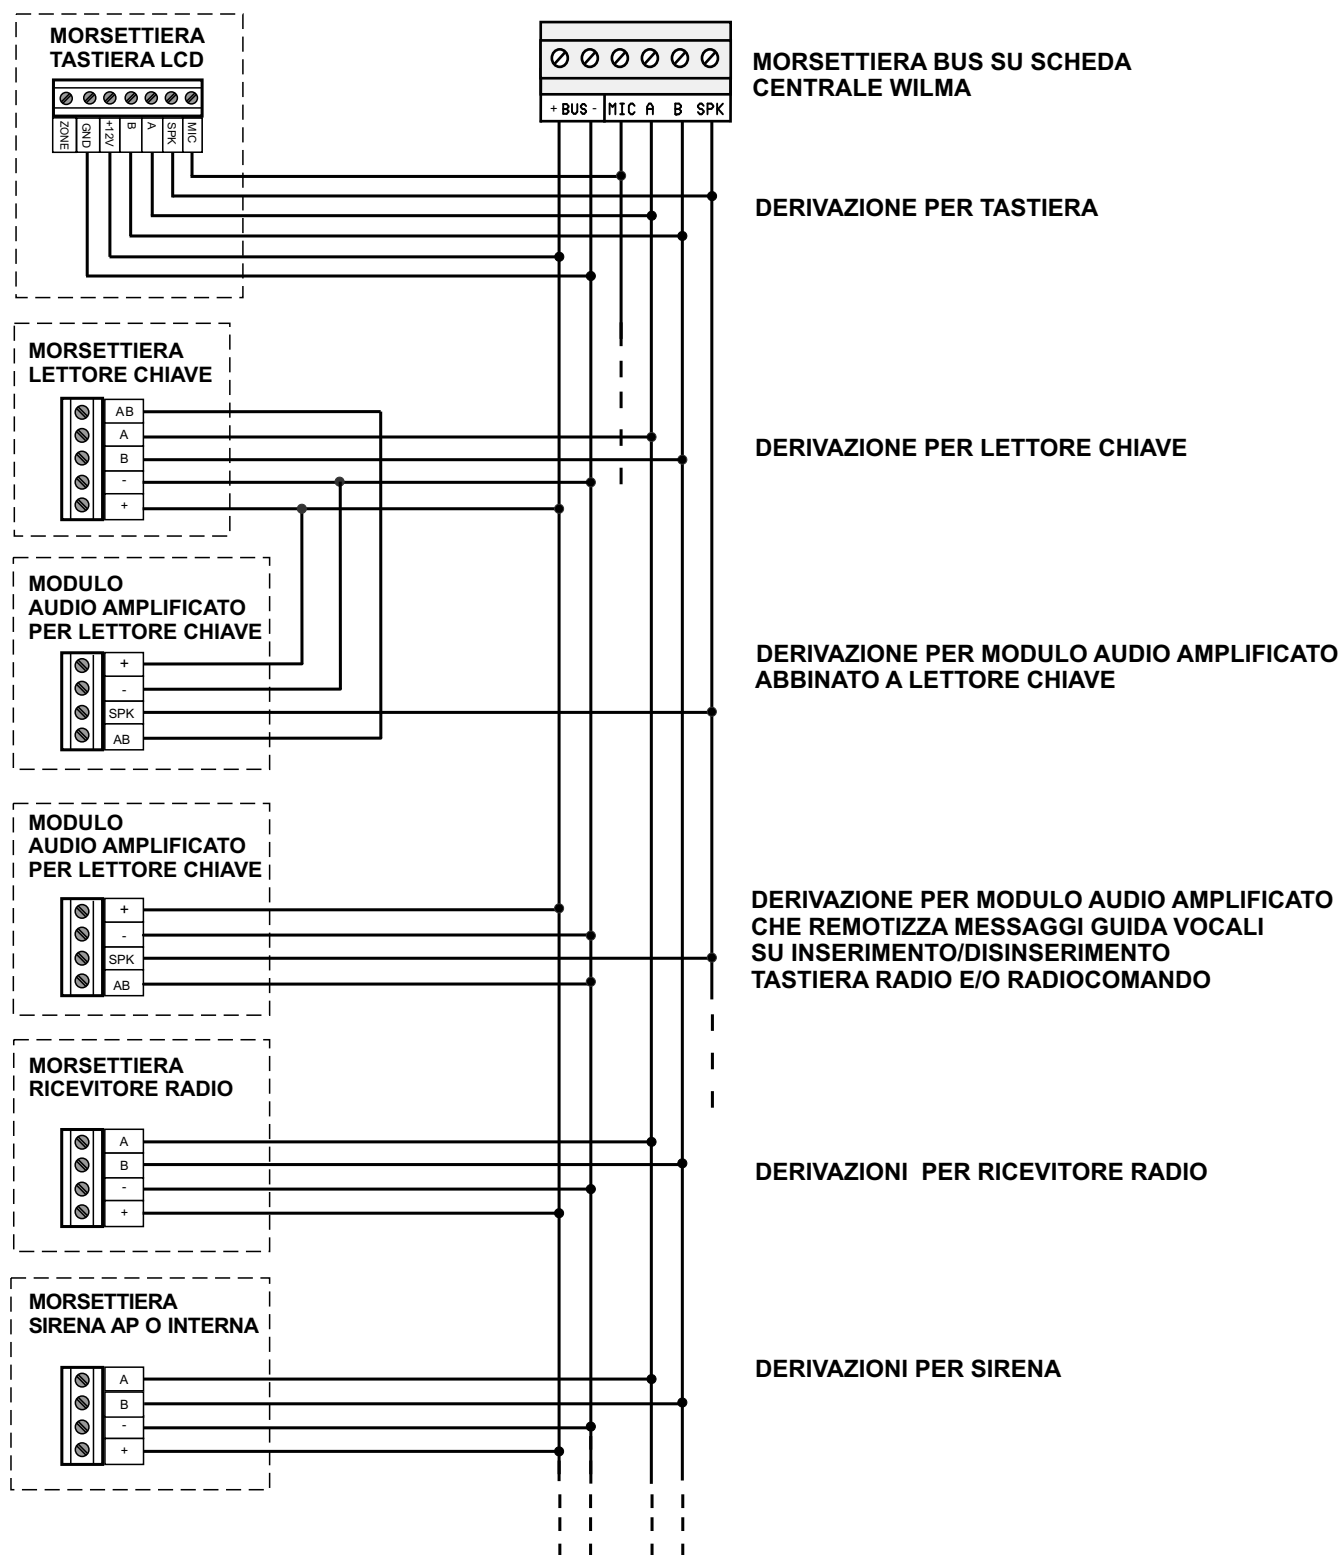 MORSETTIERA
TASTIERA LCD
ZONE GND +12V B A SPK MIC
+ BUS - MIC A B SPK
MORSETTIERA BUS SU SCHEDA
CENTRALE WILMA
DERIVAZIONE PER TASTIERA
MORSETTIERA
LETTORE CHIAVE
AB
A
B
-
+
DERIVAZIONE PER LETTORE CHIAVE
MODULO
AUDIO AMPLIFICATO
PER LETTORE CHIAVE
+
-
SPK
AB
DERIVAZIONE PER MODULO AUDIO AMPLIFICATO
ABBINATO A LETTORE CHIAVE
MODULO
AUDIO AMPLIFICATO
PER LETTORE CHIAVE
+
-
SPK
AB
DERIVAZIONE PER MODULO AUDIO AMPLIFICATO
CHE REMOTIZZA MESSAGGI GUIDA VOCALI
SU INSERIMENTO/DISINSERIMENTO
TASTIERA RADIO E/O RADIOCOMANDO
MORSETTIERA
RICEVITORE RADIO
A
B
-
+
DERIVAZIONI PER RICEVITORE RADIO
MORSETTIERA
SIRENA AP O INTERNA
A
B
-
+
DERIVAZIONI PER SIRENA